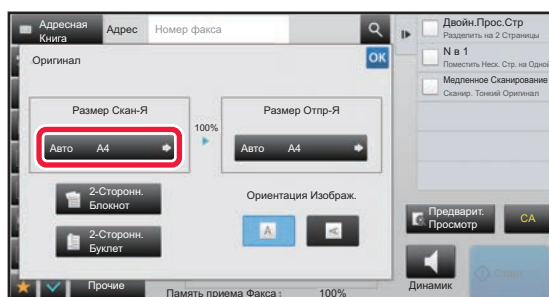 Адресная
Книга
Адрес
Номер факса
Двойн.Прос.Стр
Разделить на 2 Страницы
N в 1
Поместить Неск. Стр. на Одной
Медленное Сканирование
Сканир. Тонкий Оригинал
Оригинал
OK
Размер Скан-Я
100%
Размер Отпр-Я
Авто A4
Авто A4
2-Сторонн.
Блокнот
Ориентация Изображ.
A
A
2-Сторонн.
Буклет
Предварит.
Просмотр
CA
Прочие
Память приема Факса : 100%
Динамик
Старт